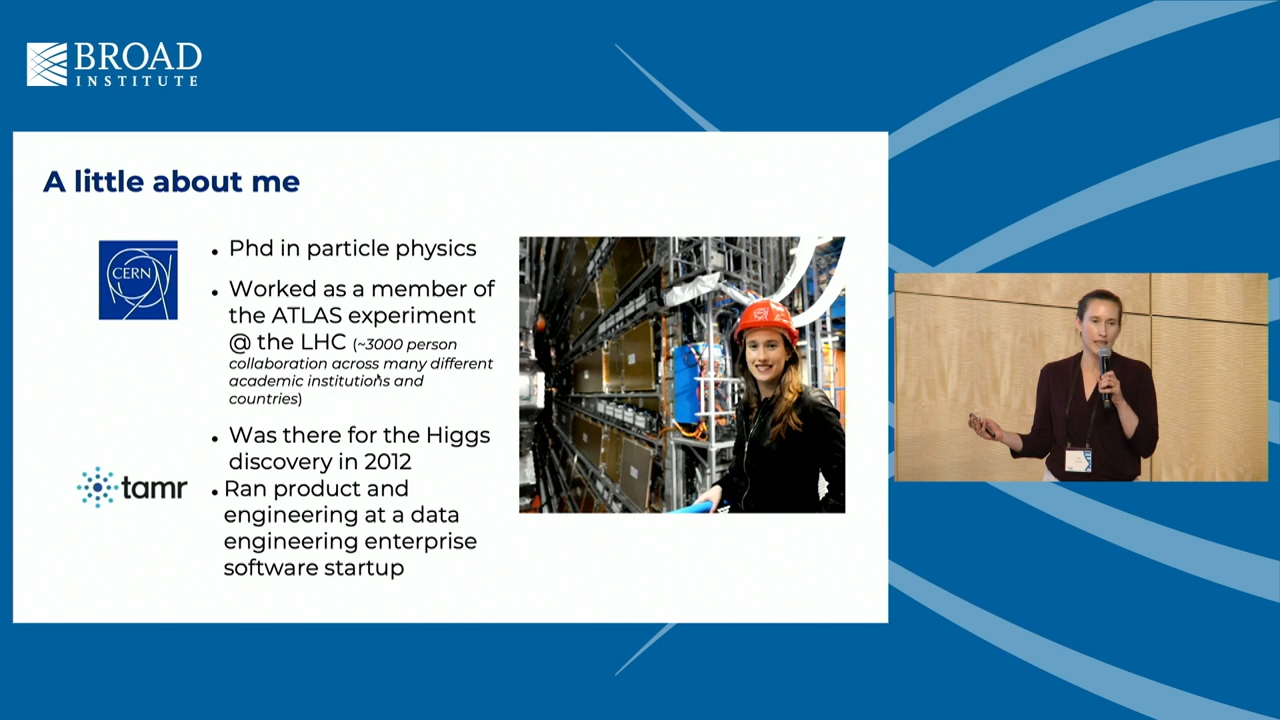 BROAD
INSTITUTE
A little about me
CERN
• Phd in particle physics
• Worked as a member of
the ATLAS experiment
@ the LHC (~3000 person
collaboration across many different
academic institutions and
countries)
• Was there for the Higgs
discovery in 2012
tamr
• Ran product and
engineering at a data
engineering enterprise
software startup